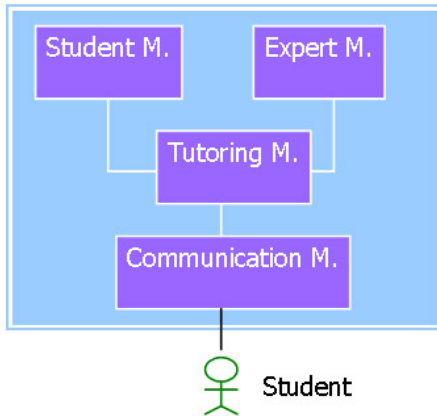 Student M.
Expert M.
Tutoring M.
Communication M.
Student